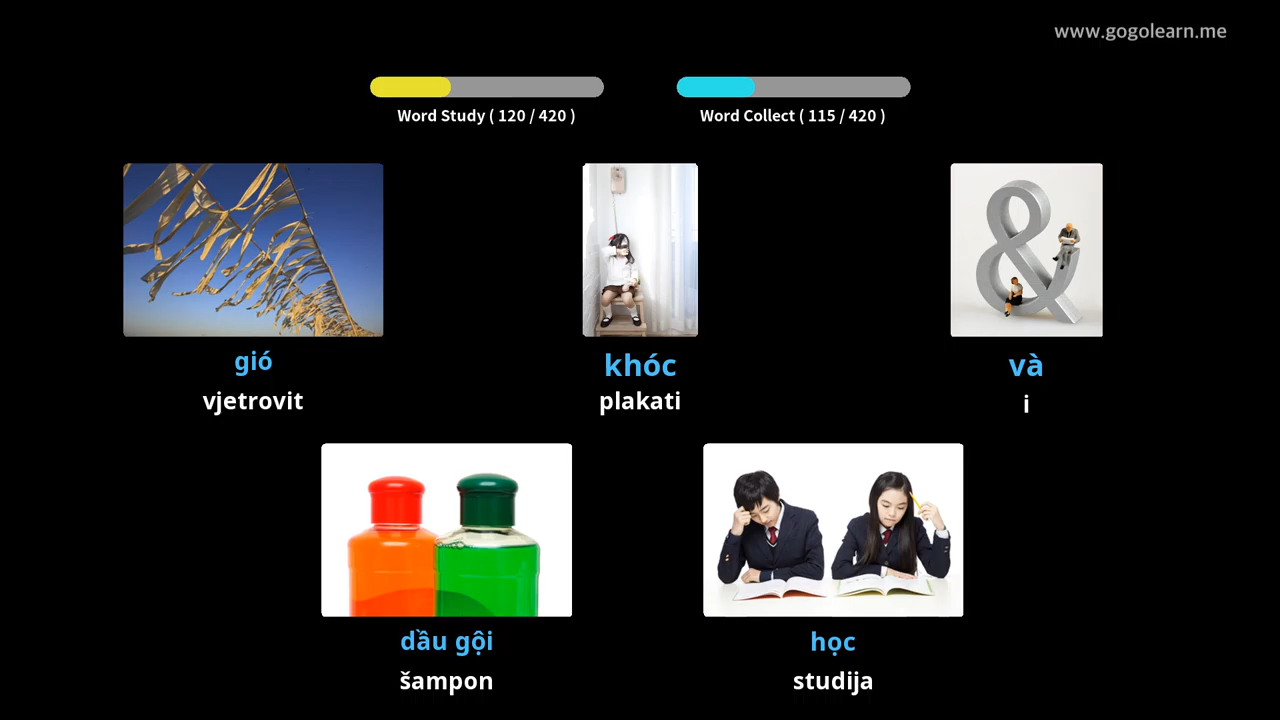 www.gogolearn.me
Word Study ( 120 / 420 )
Word Collect ( 115 / 420 )
gió
khóc
và
vjetrovit
plakati
i
dầu gội
học
šampon
studija